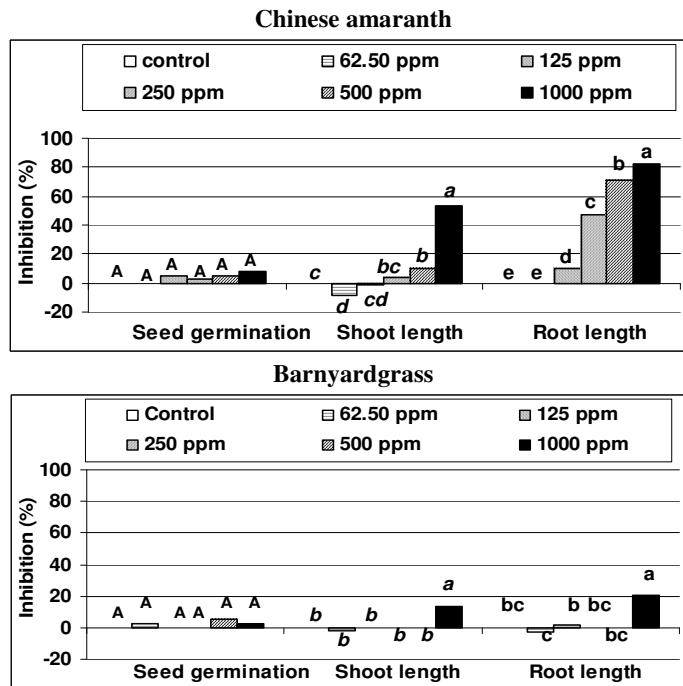 Chinese amaranth
control 62.50 ppm 125 ppm
250 ppm 500 ppm 1000 ppm
Inhibition (%)
100
80
60
40
20
0
-20
A A A A A A
c d cd bc b a
e e d c b a
Seed germination Shoot length Root length
Barnyardgrass
Control 62.50 ppm 125 ppm
250 ppm 500 ppm 1000 ppm
Inhibition (%)
100
80
60
40
20
0
-20
A A A A A A
b b b b b a
bc c b bc bc a
Seed germination Shoot length Root length